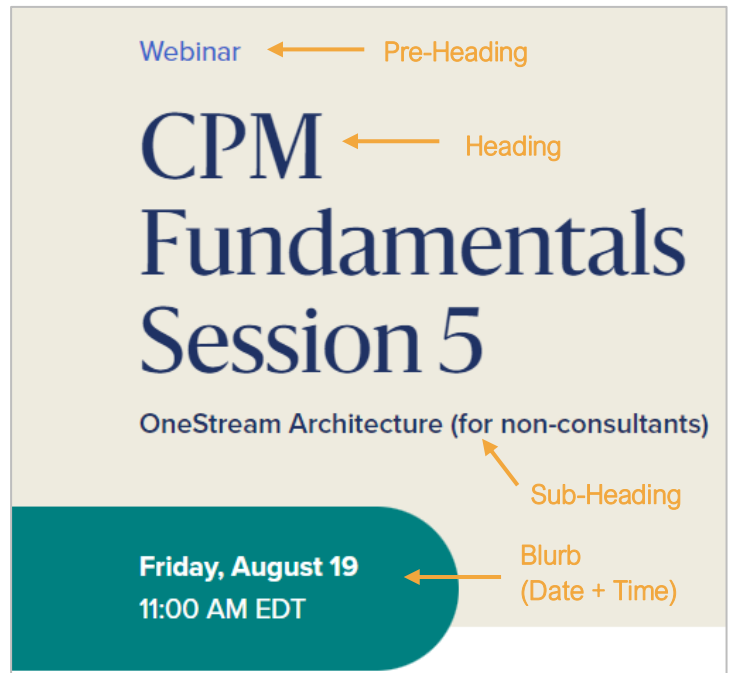 Webinar
Pre-Heading
CPM
Heading
Fundamentals
Session 5
OneStream Architecture (for non-consultants)
Sub-Heading
Friday, August 19
11:00 AM EDT
Blurb
(Date + Time)